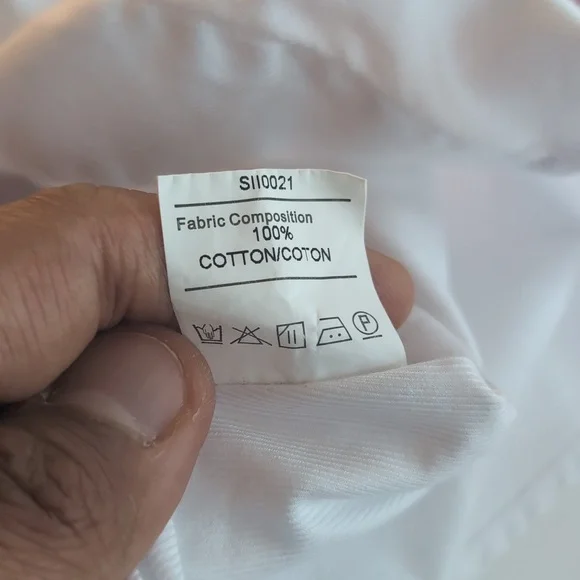 SII0021
Fabric Composition
100%
COTTON/COTON
P